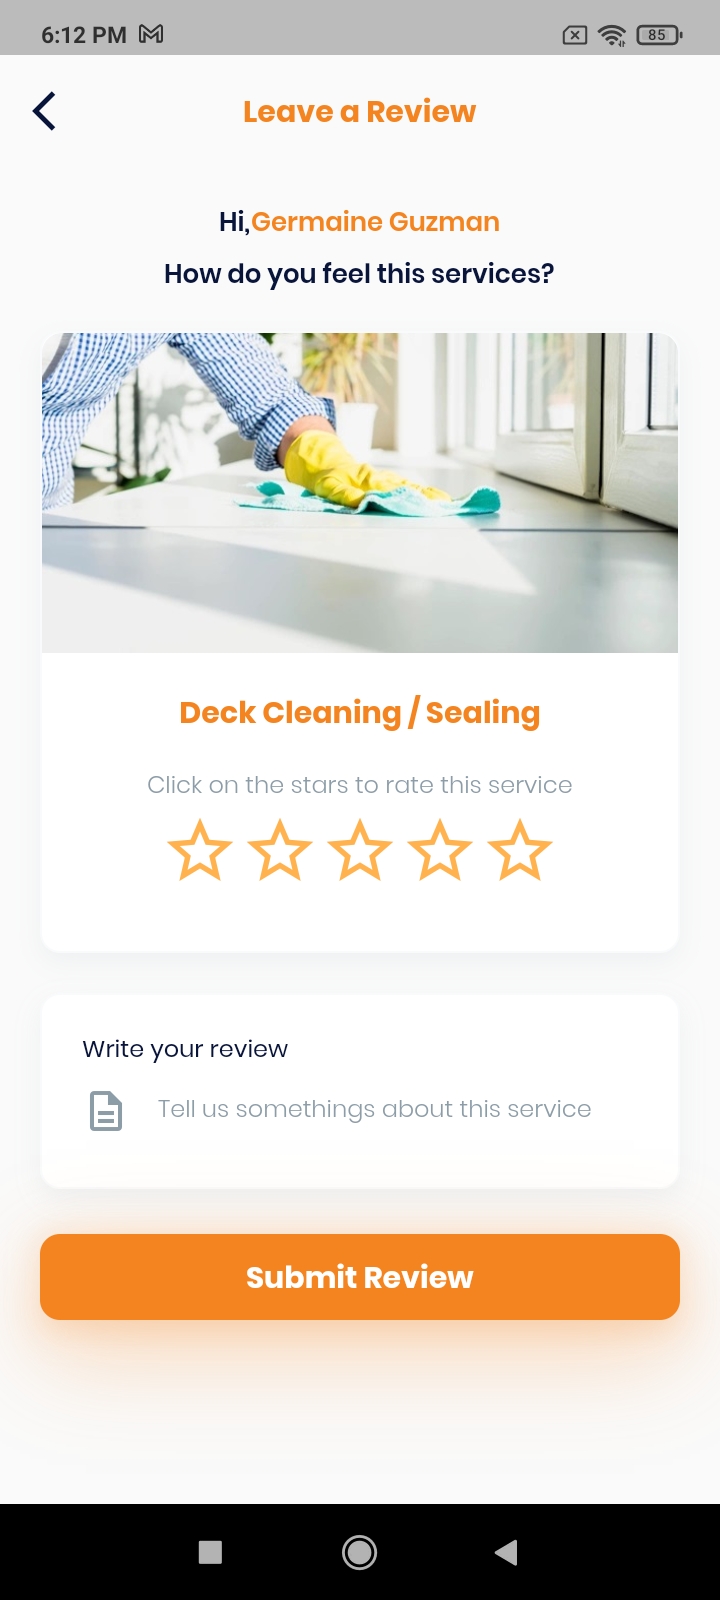 6:12 PM
85
Leave a Review
Hi,Germaine Guzman
How do you feel this services?
Deck Cleaning / Sealing
Click on the stars to rate this service
Write your review
Tell us somethings about this service
Submit Review